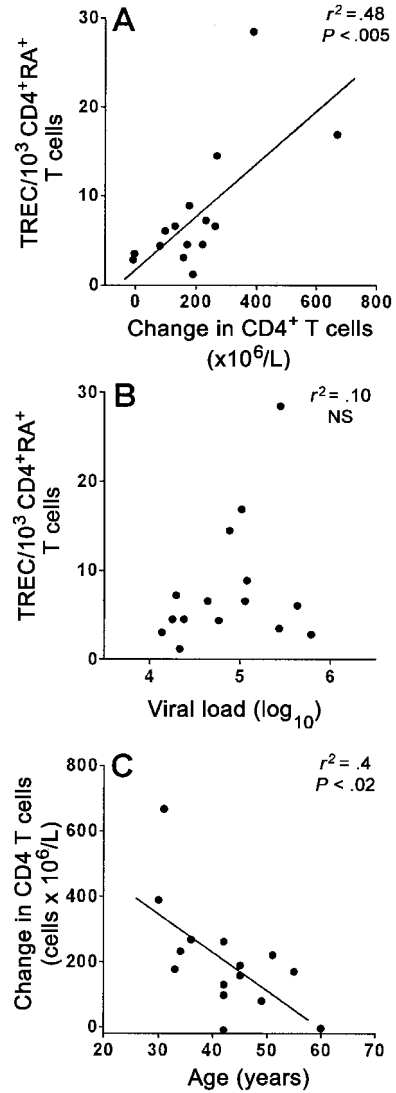 A
r² = .48
P < .005
TREC/10³ CD4⁺RA⁺
T cells
30
20
10
0
0 200 400 600 800
Change in CD4⁺ T cells
(x10⁶/L)
B
r² = .10
NS
TREC/10³ CD4⁺RA⁺
T cells
30
20
10
0
4 5 6
Viral load (log₁₀)
C
r² = .4
P < .02
Change in CD4 T cells
(cells x 10⁶/L)
800
600
400
200
0
20 30 40 50 60 70
Age (years)